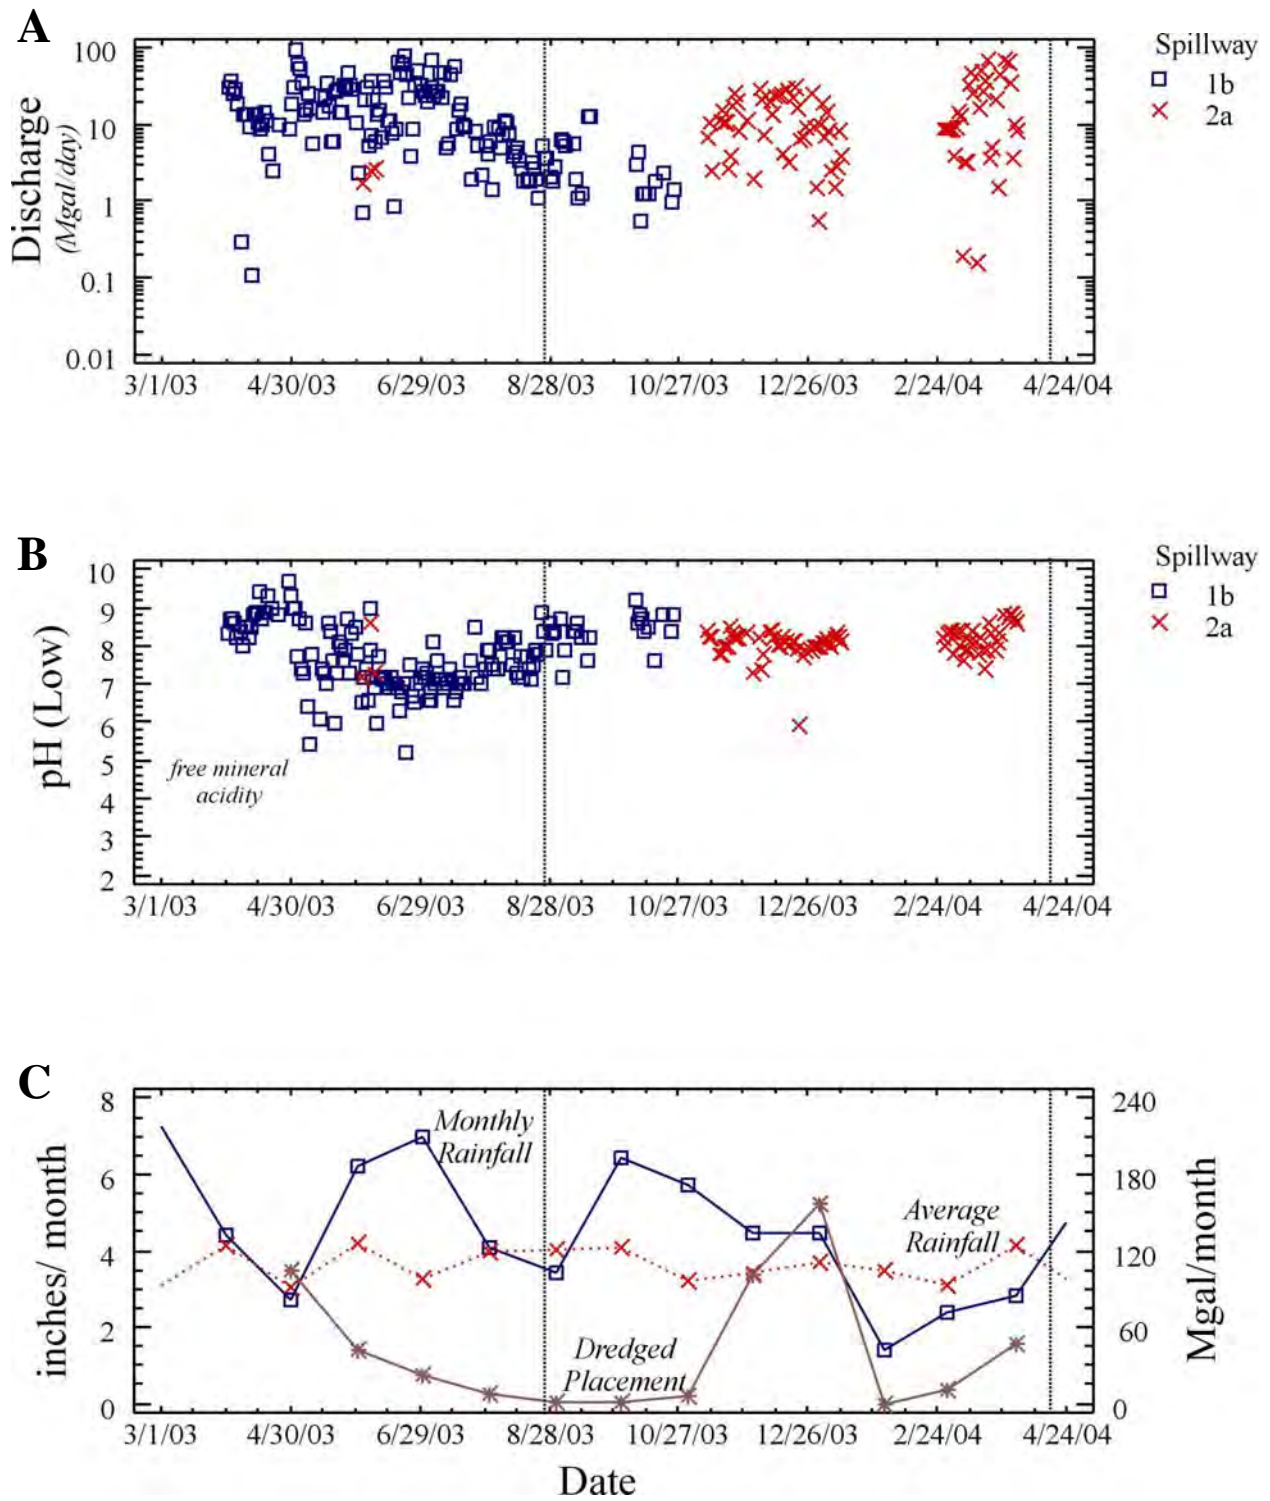 A
Discharge
(Mgal/day)
100
10
1
0.1
0.01
3/1/03 4/30/03 6/29/03 8/28/03 10/27/03 12/26/03 2/24/04 4/24/04
Spillway
1b
2a
B
pH (Low)
10
9
8
7
6
5
4
3
2
free mineral
acidity
3/1/03 4/30/03 6/29/03 8/28/03 10/27/03 12/26/03 2/24/04 4/24/04
Spillway
1b
2a
C
inches/ month
8
6
4
2
0
Monthly
Rainfall
Average
Rainfall
Dredged
Placement
240
180
120
60
0
Mgal/month
3/1/03 4/30/03 6/29/03 8/28/03 10/27/03 12/26/03 2/24/04 4/24/04
Date